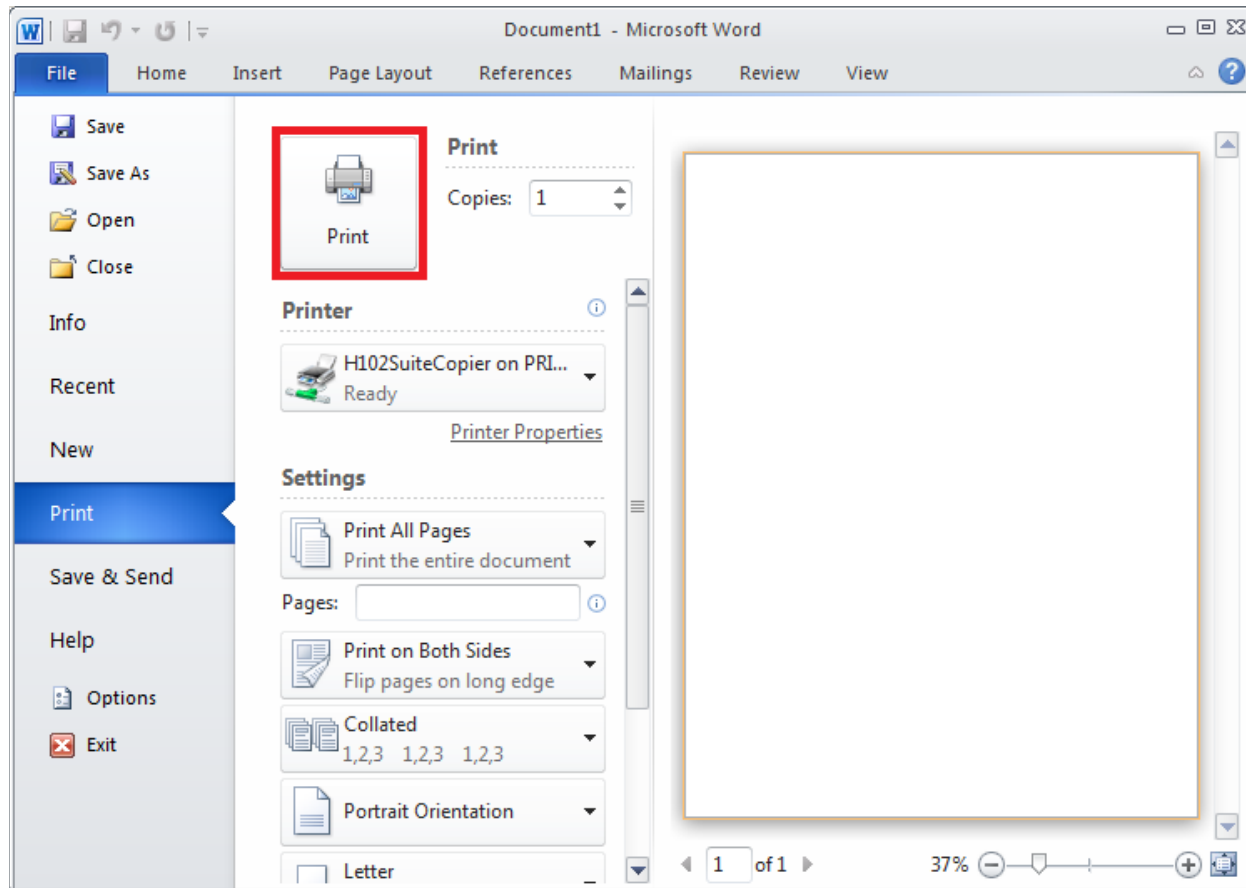 Document1 - Microsoft Word
File Home Insert Page Layout References Mailings Review View
Save
Save As
Open
Close
Info
Recent
New
Print
Save & Send
Help
Options
Exit
Print
Print
Copies: 1
Printer
H102SuiteCopier on PRI...
Ready
Printer Properties
Settings
Print All Pages
Print the entire document
Pages:
Print on Both Sides
Flip pages on long edge
Collated
1,2,3 1,2,3 1,2,3
Portrait Orientation
Letter
1 of 1
37%